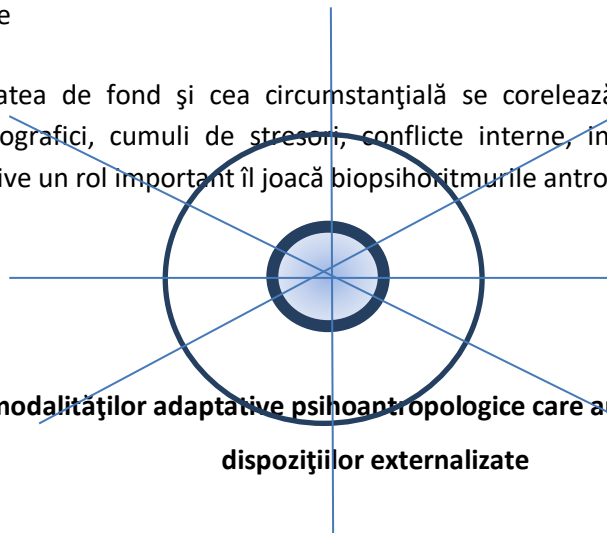 e
atea de fond şi cea circumstanţială se corelează
ografici, cumuli de stresori, conflicte interne, in
ive un rol important îl joacă biopsihoritmurile antro
modalităţilor adaptative psihoantropologice care a
dispoziţiilor externalizate